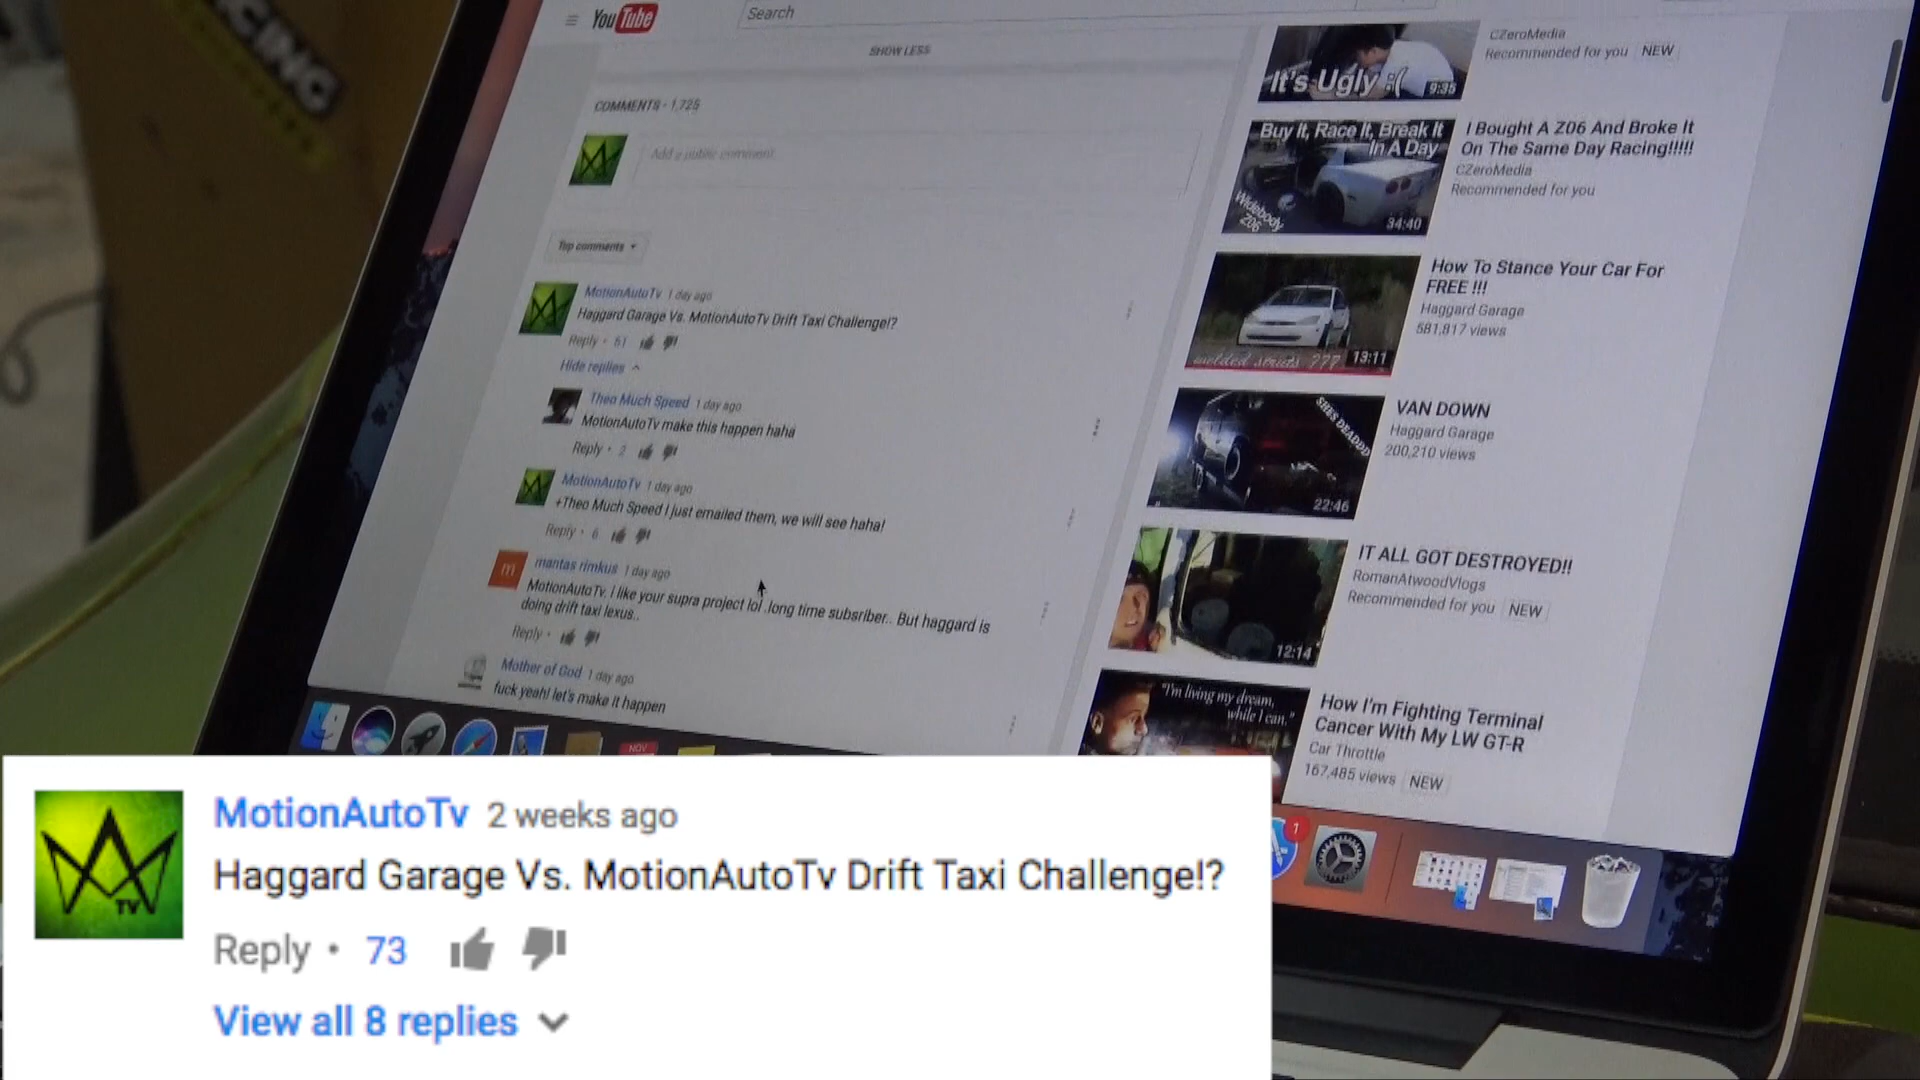 CING
YouTube
Search
SHOW LESS
COMMENTS • 1,725
Add a public comment
Top comments
MotionAutoTv 1 day ago
Haggard Garage Vs. MotionAutoTv Drift Taxi Challenge!?
Reply • 61
Hide replies
Theo Much Speed 1 day ago
MotionAutoTv make this happen haha
Reply • 2
MotionAutoTv 1 day ago
+Theo Much Speed I just emailed them, we will see haha!
Reply • 6
m
mantas rimkus 1 day ago
MotionAutoTv, I like your supra project lol .long time subsriber.. But haggard is
doing drift taxi lexus..
Reply •
Mother of God 1 day ago
fuck yeah! let's make it happen
NOV
It's Ugly :(
9:35
CZeroMedia
Recommended for you NEW
Buy It, Race It, Break It
In A Day
Widebody
Z06
34:40
I Bought A Z06 And Broke It
On The Same Day Racing!!!!!
CZeroMedia
Recommended for you
welded struts ???
13:11
How To Stance Your Car For
FREE !!!
Haggard Garage
581,817 views
SHES DEADDD
22:46
VAN DOWN
Haggard Garage
200,210 views
12:14
IT ALL GOT DESTROYED!!
RomanAtwoodVlogs
Recommended for you NEW
"I'm living my dream,
while I can."
How I'm Fighting Terminal
Cancer With My LW GT-R
Car Throttle
167,485 views NEW
1
TV
MotionAutoTv 2 weeks ago
Haggard Garage Vs. MotionAutoTv Drift Taxi Challenge!?
Reply • 73
View all 8 replies